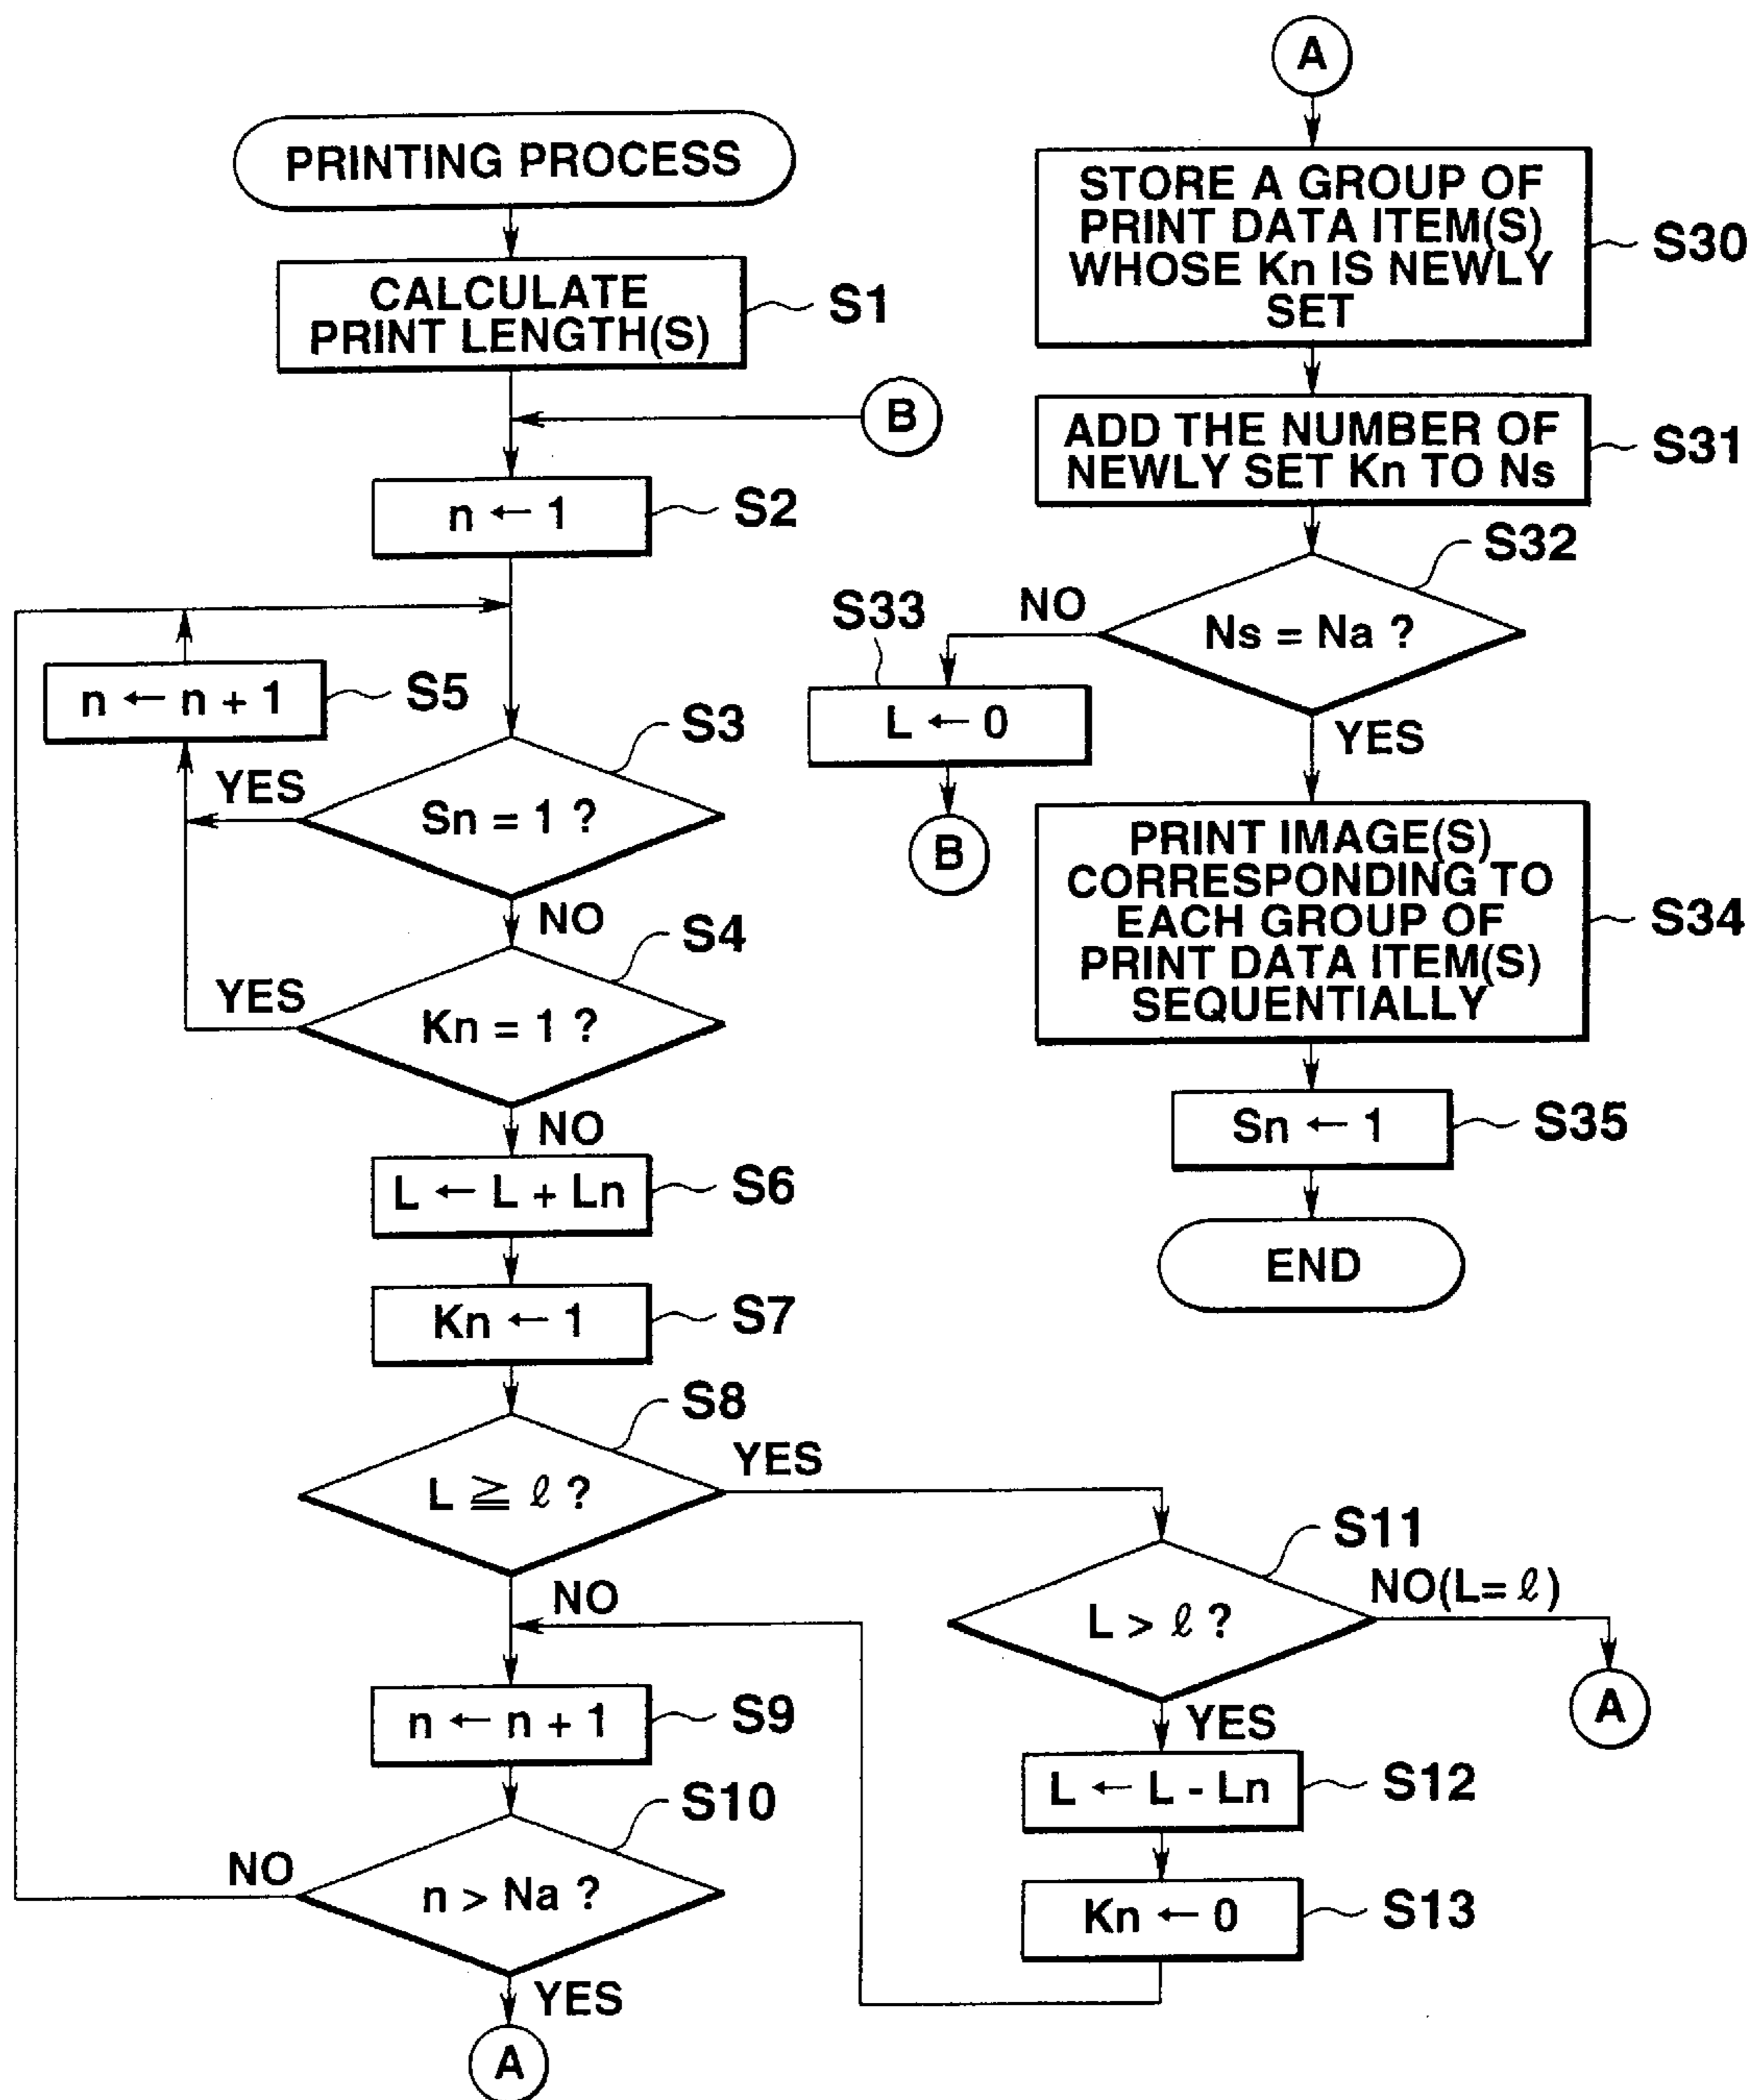 PRINTING PROCESS
CALCULATE
PRINT LENGTH(S)
S1
B
n ← 1
S2
n ← n + 1
S5
Sn = 1 ?
S3
YES
NO
Kn = 1 ?
S4
YES
NO
L ← L + Ln
S6
Kn ← 1
S7
L ≧ ℓ ?
S8
YES
NO
n ← n + 1
S9
n > Na ?
S10
NO
YES
A
L > ℓ ?
S11
NO(L= ℓ)
A
YES
L ← L - Ln
S12
Kn ← 0
S13
A
STORE A GROUP OF
PRINT DATA ITEM(S)
WHOSE Kn IS NEWLY
SET
S30
ADD THE NUMBER OF
NEWLY SET Kn TO Ns
S31
Ns = Na ?
S32
NO
S33
L ← 0
B
YES
PRINT IMAGE(S)
CORRESPONDING TO
EACH GROUP OF
PRINT DATA ITEM(S)
SEQUENTIALLY
S34
Sn ← 1
S35
END